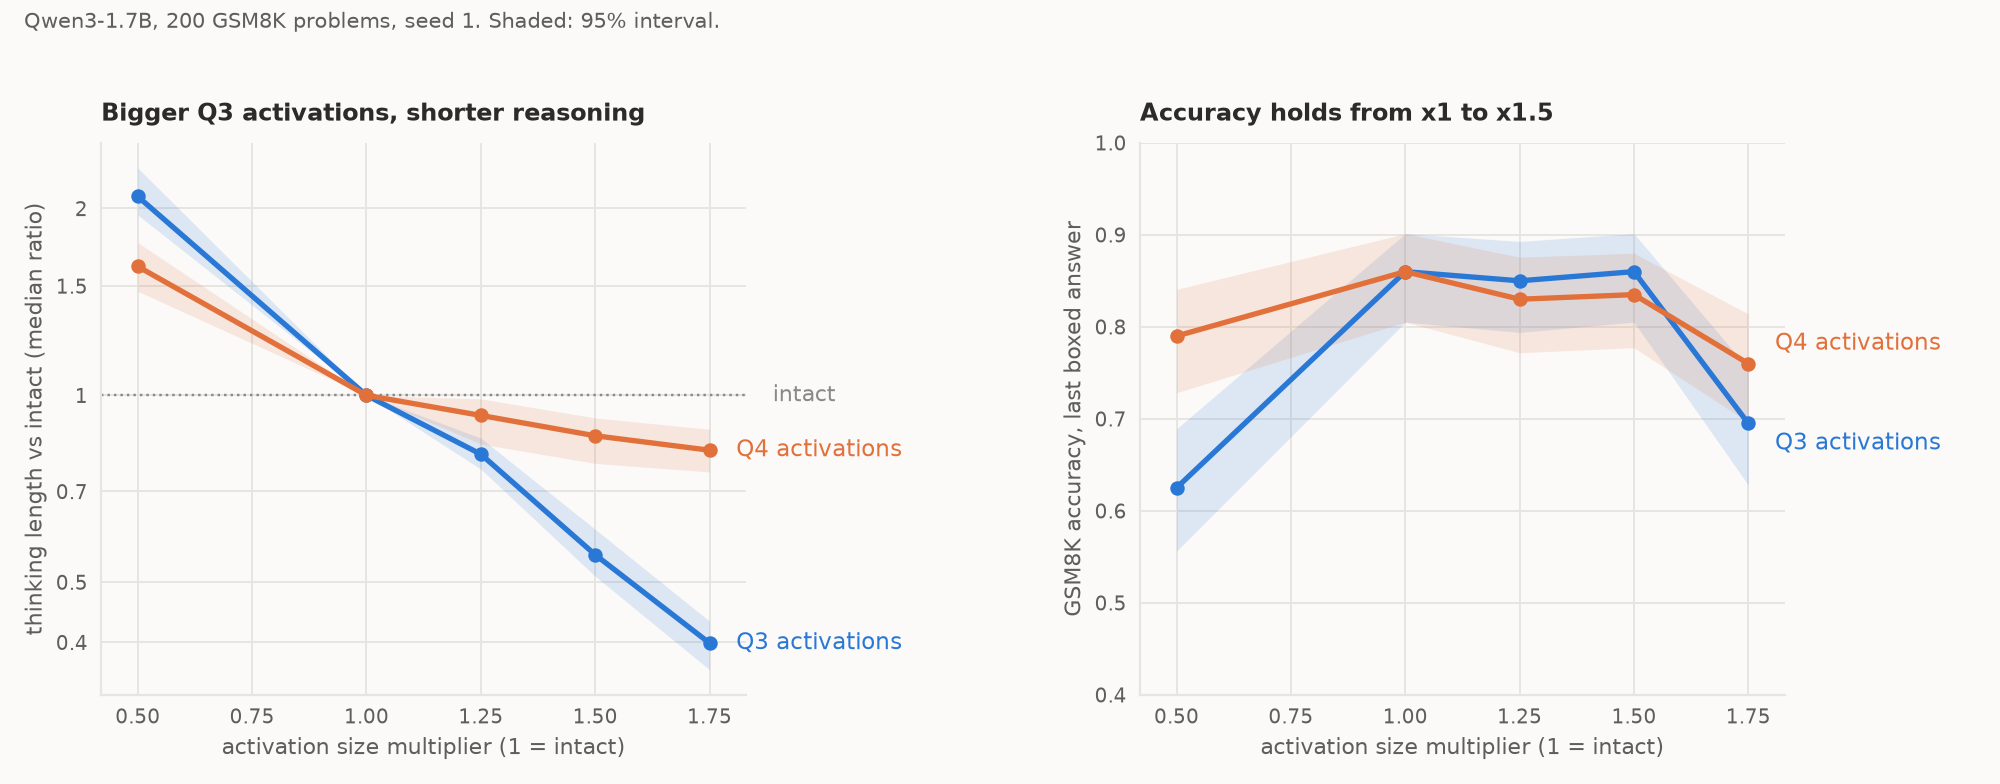 Qwen3-1.7B, 200 GSM8K problems, seed 1. Shaded: 95% interval.
Bigger Q3 activations, shorter reasoning
thinking length vs intact (median ratio)
2
1.5
1
0.7
0.5
0.4
intact
Q4 activations
Q3 activations
0.50 0.75 1.00 1.25 1.50 1.75
activation size multiplier (1 = intact)
Accuracy holds from x1 to x1.5
GSM8K accuracy, last boxed answer
1.0
0.9
0.8
0.7
0.6
0.5
0.4
Q4 activations
Q3 activations
0.50 0.75 1.00 1.25 1.50 1.75
activation size multiplier (1 = intact)